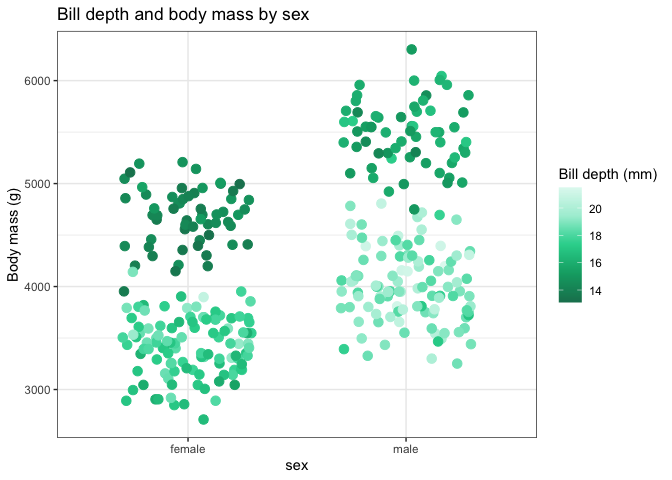 Bill depth and body mass by sex
6000
5000
4000
3000
Body mass (g)
female
male
sex
Bill depth (mm)
20
18
16
14